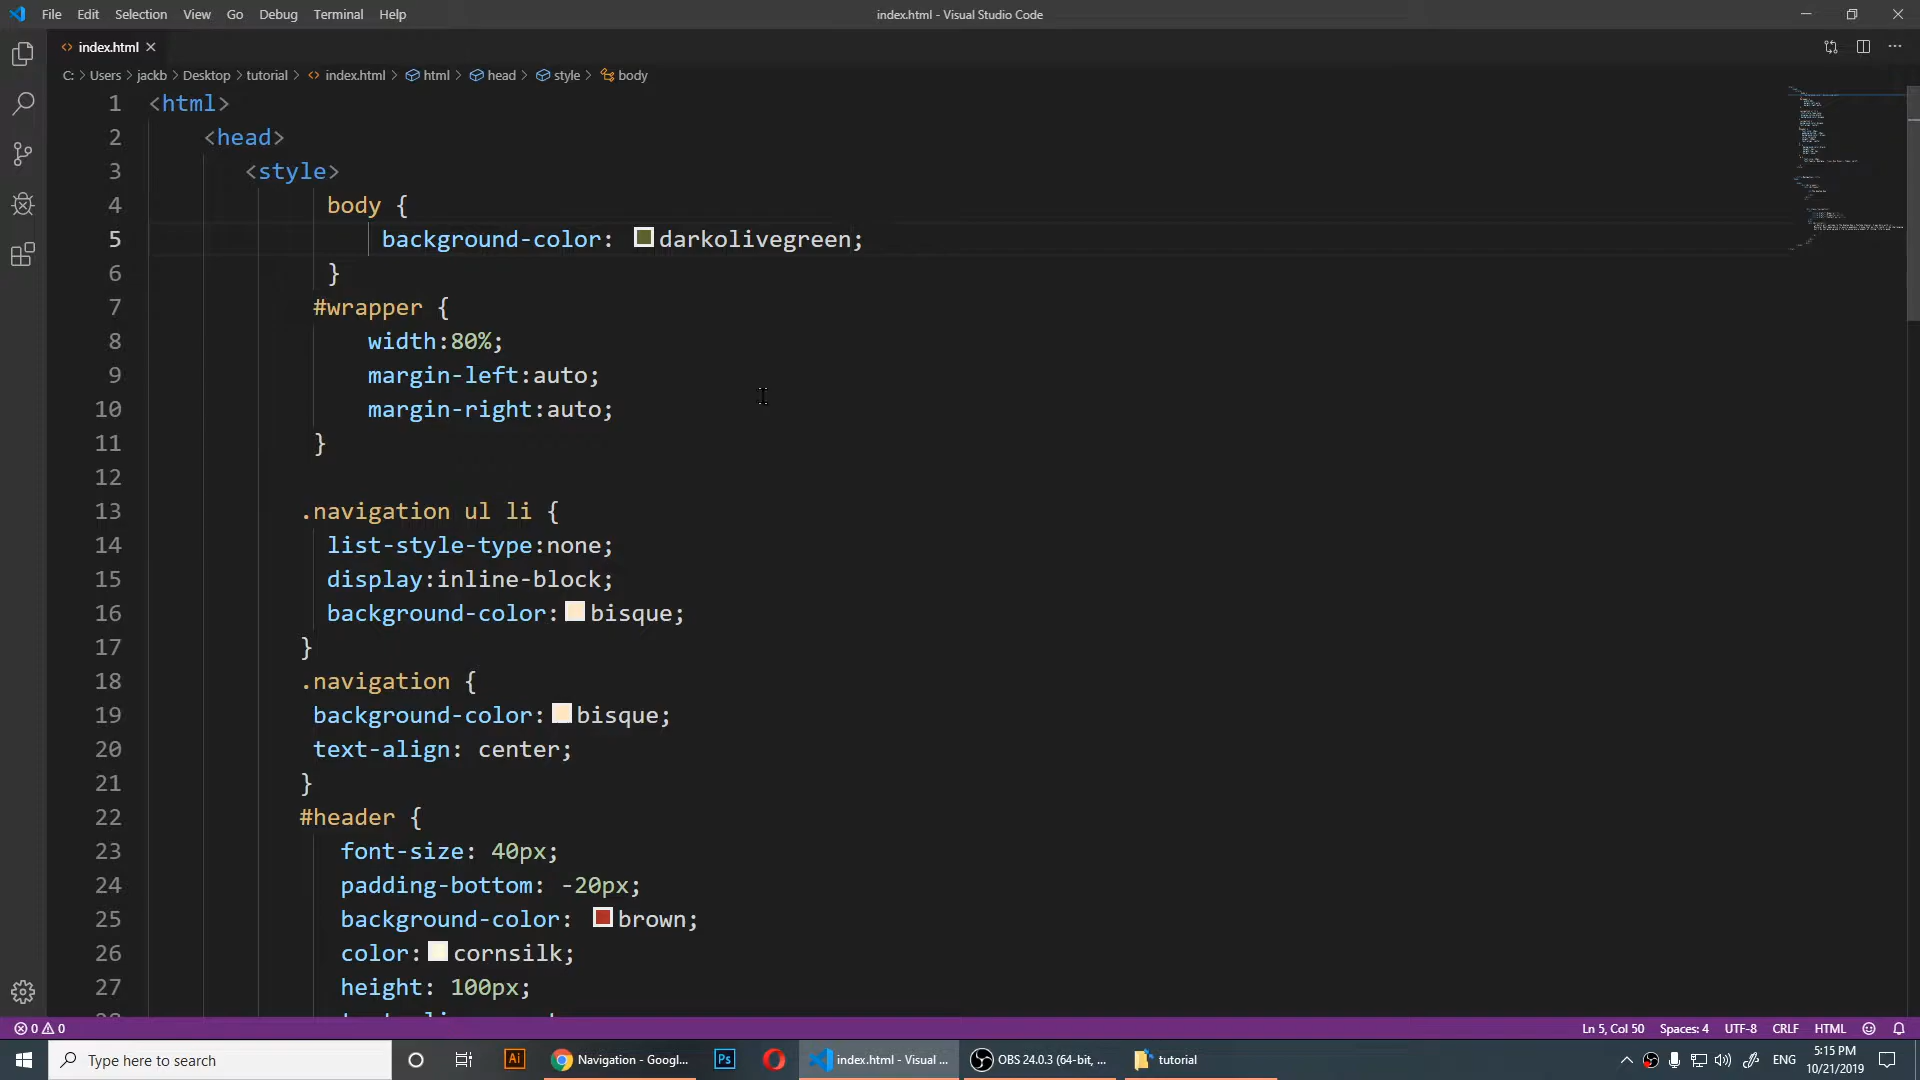 File Edit Selection View Go Debug Terminal Help
index.html - Visual Studio Code
index.html
C: > Users > jackb > Desktop > tutorial > index.html > html > head > style > body
1 <html>
2 <head>
3 <style>
4 body {
5 background-color: darkolivegreen;
6 }
7 #wrapper {
8 width:80%;
9 margin-left:auto;
10 margin-right:auto;
11 }
12
13 .navigation ul li {
14 list-style-type:none;
15 display:inline-block;
16 background-color: bisque;
17 }
18 .navigation {
19 background-color: bisque;
20 text-align: center;
21 }
22 #header {
23 font-size: 40px;
24 padding-bottom: -20px;
25 background-color: brown;
26 color: cornsilk;
27 height: 100px;
0 0
Ln 5, Col 50 Spaces: 4 UTF-8 CRLF HTML
Type here to search
Ai
Navigation - Googl...
Ps
index.html - Visual ...
OBS 24.0.3 (64-bit, ...
tutorial
ENG
5:15 PM
10/21/2019